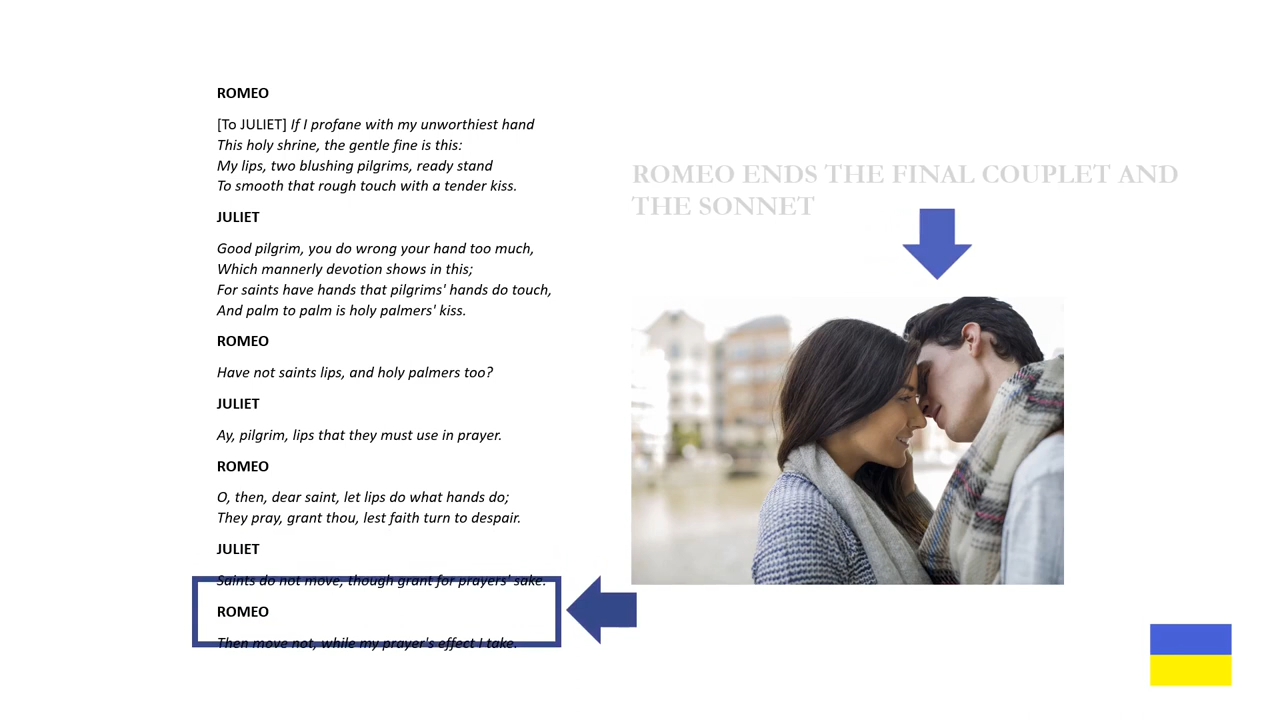 ROMEO
[To JULIET] If I profane with my unworthiest hand
This holy shrine, the gentle fine is this:
My lips, two blushing pilgrims, ready stand
To smooth that rough touch with a tender kiss.
JULIET
Good pilgrim, you do wrong your hand too much,
Which mannerly devotion shows in this;
For saints have hands that pilgrims' hands do touch,
And palm to palm is holy palmers' kiss.
ROMEO
Have not saints lips, and holy palmers too?
JULIET
Ay, pilgrim, lips that they must use in prayer.
ROMEO
O, then, dear saint, let lips do what hands do;
They pray, grant thou, lest faith turn to despair.
JULIET
Saints do not move, though grant for prayers' sake.
ROMEO
Then move not, while my prayer's effect I take.
ROMEO ENDS THE FINAL COUPLET AND
THE SONNET